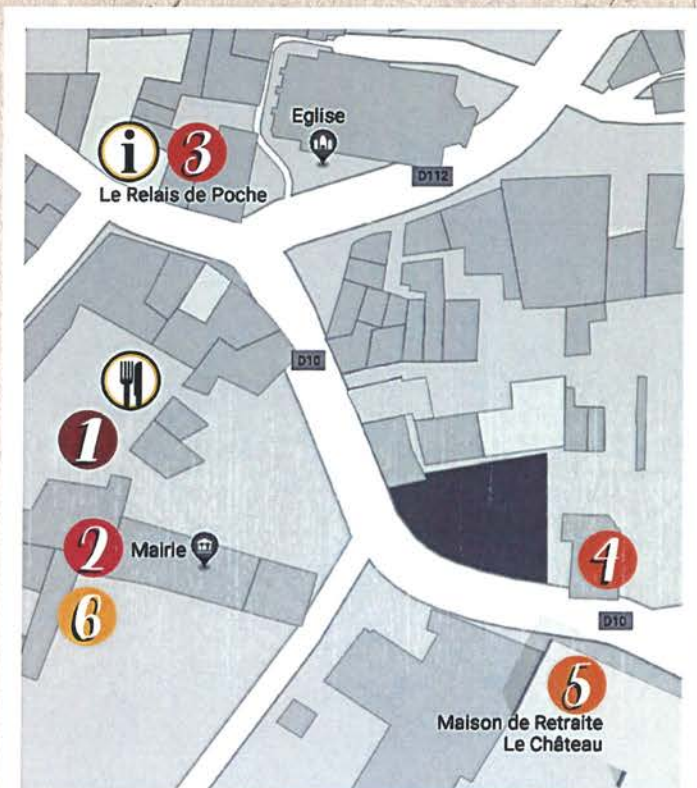 Eglise
i 3
D112
Le Relais de Poche
D10
1
2 Mairie
4
6
D10
5
Maison de Retraite
Le Château